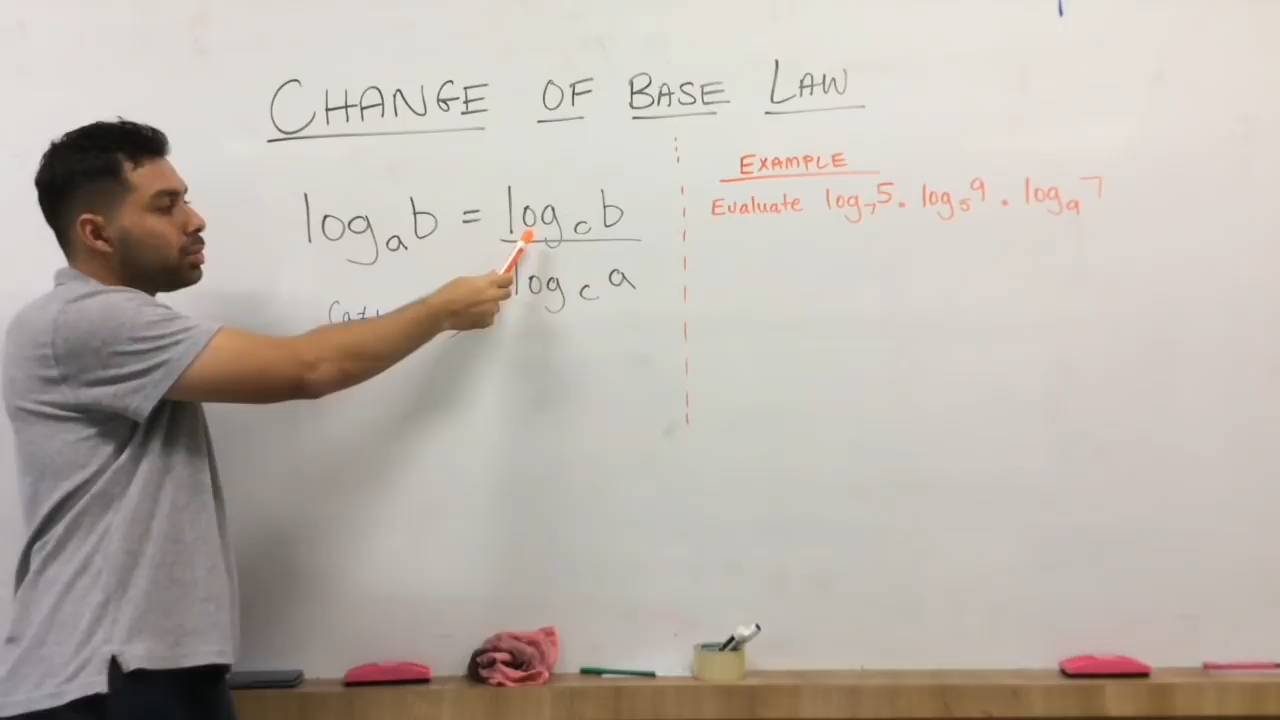 CHANGE OF BASE LAW
log_a b = log_c b / log_c a
EXAMPLE
Evaluate log_7 5 . log_5 9 . log_9 7